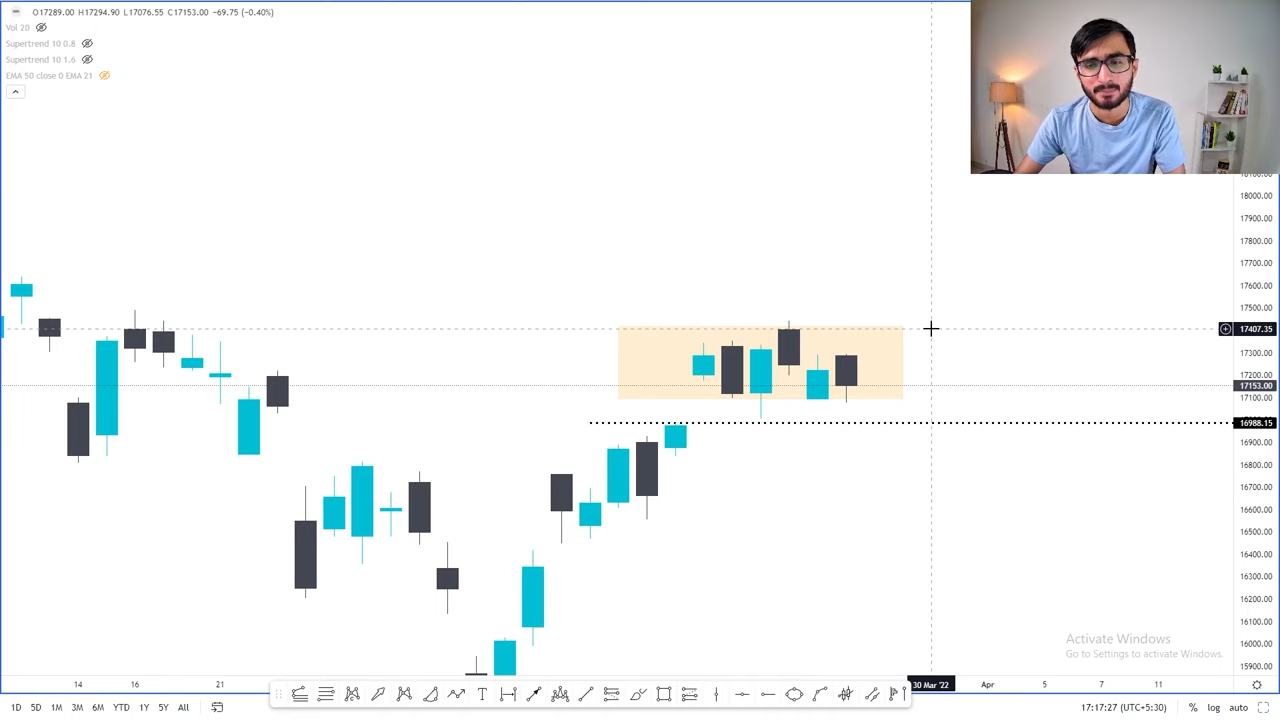 O17289.00 H17294.90 L17076.55 C17153.00 −69.75 (−0.40%)
Vol 20
Supertrend 10 0.8
Supertrend 10 1.6
EMA 50 close 0 EMA 21
18000.00
17900.00
17800.00
17700.00
17600.00
17500.00
17407.35
17300.00
17200.00
17153.00
17100.00
16988.15
16900.00
16800.00
16700.00
16600.00
16500.00
16400.00
16300.00
16200.00
16100.00
16000.00
15900.00
Activate Windows
Go to Settings to activate Windows.
14 16 21 30 Mar '22 Apr 5 7 11
1D 5D 1M 3M 6M YTD 1Y 5Y All 17:17:27 (UTC+5:30) % log auto